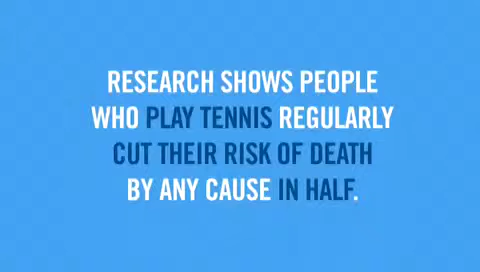 RESEARCH SHOWS PEOPLE
WHO PLAY TENNIS REGULARLY
CUT THEIR RISK OF DEATH
BY ANY CAUSE IN HALF.